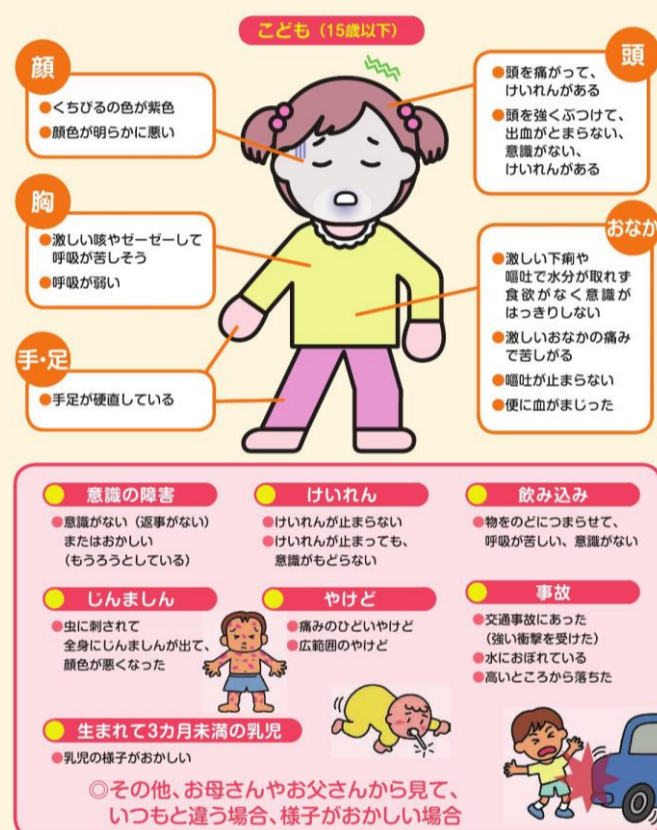 こども（15歳以下）
顔
●くちびるの色が紫色
●顔色が明らかに悪い
頭
●頭を痛がって、
けいれんがある
●頭を強くぶつけて、
出血がとまらない、
意識がない、
けいれんがある
胸
●激しい咳やゼーゼーして
呼吸が苦しそう
●呼吸が弱い
おなか
●激しい下痢や
嘔吐で水分が取れず
食欲がなく意識が
はっきりしない
●激しいおなかの痛み
で苦しがる
●嘔吐が止まらない
●便に血がまじった
手・足
●手足が硬直している
意識の障害
●意識がない（返事がない）
またはおかしい
（もうろうとしている）
けいれん
●けいれんが止まらない
●けいれんが止まっても、
意識がもどらない
飲み込み
●物をのどにつまらせて、
呼吸が苦しい、意識がない
じんましん
●虫に刺されて
全身にじんましんが出て、
顔色が悪くなった
やけど
●痛みのひどいやけど
●広範囲のやけど
事故
●交通事故にあった
（強い衝撃を受けた）
●水におぼれている
●高いところから落ちた
生まれて3カ月未満の乳児
●乳児の様子がおかしい
◎その他、お母さんやお父さんから見て、
いつもと違う場合、様子がおかしい場合